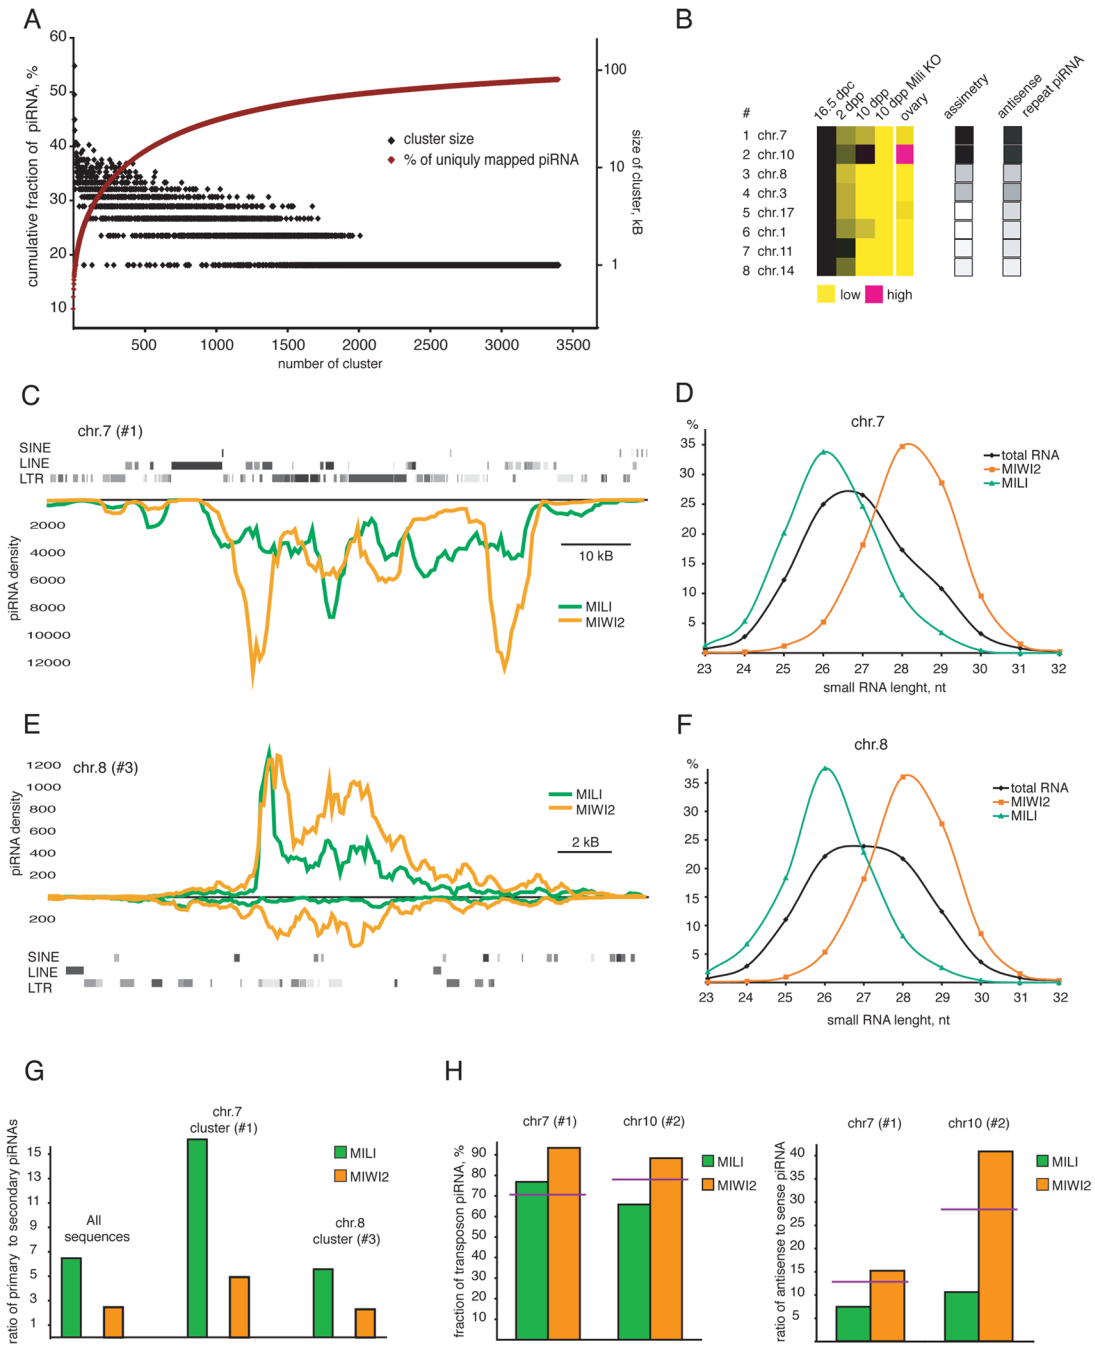 A
60
50
40
30
20
10
cumulative fraction of piRNA, %
500
1000
1500
2000
2500
3000
3500
number of cluster
100
10
1
size of cluster, kB
cluster size
% of uniquly mapped piRNA
B
#
16.5 dpc
2 dpp
10 dpp
10 dpp Mili KO
ovary
assimetry
antisense
repeat piRNA
1 chr.7
2 chr.10
3 chr.8
4 chr.3
5 chr.17
6 chr.1
7 chr.11
8 chr.14
low
high
C
chr.7 (#1)
SINE
LINE
LTR
2000
4000
6000
8000
10000
12000
piRNA density
10 kB
MILI
MIWI2
D
chr.7
%
35
30
25
20
15
10
5
23 24 25 26 27 28 29 30 31 32
small RNA lenght, nt
total RNA
MIWI2
MILI
E
chr.8 (#3)
1200
1000
800
600
400
200
200
piRNA density
MILI
MIWI2
2 kB
SINE
LINE
LTR
F
chr.8
%
35
30
25
20
15
10
5
23 24 25 26 27 28 29 30 31 32
small RNA lenght, nt
total RNA
MIWI2
MILI
G
ratio of primary to secondary piRNAs
15
13
11
9
7
5
3
1
All
sequences
chr.7
cluster (#1)
chr.8
cluster (#3)
MILI
MIWI2
H
chr7 (#1)
chr10 (#2)
fraction of transposon piRNA, %
90
80
70
60
50
40
30
20
10
MILI
MIWI2
chr7 (#1)
chr10 (#2)
ratio of antisense to sense piRNA
40
35
30
25
20
15
10
5
MILI
MIWI2